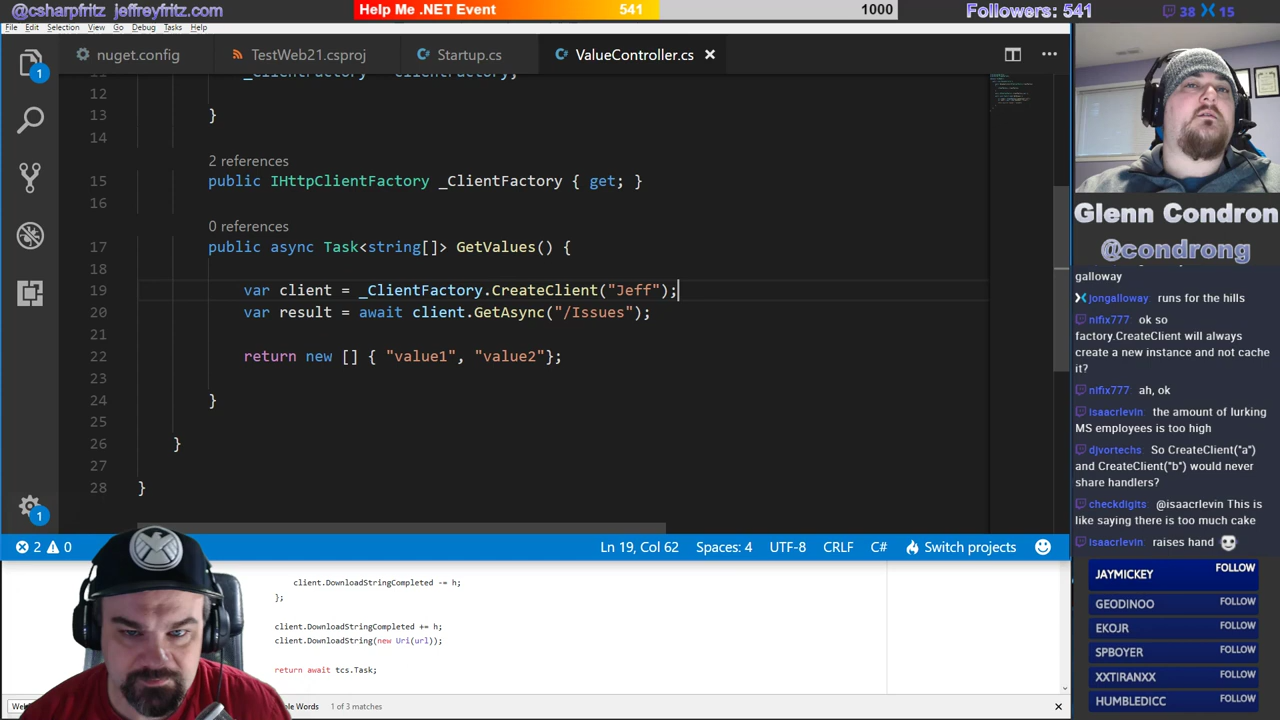 @csharpfritz jeffreyfritz.com
Help Me .NET Event
541
1000
Followers: 541
38
15
File Edit Selection View Go Debug Tasks Help
nuget.config
TestWeb21.csproj
Startup.cs
ValueController.cs
1
11 _ClientFactory = clientFactory;
12
13 }
14
2 references
15 public IHttpClientFactory _ClientFactory { get; }
16
0 references
17 public async Task<string[]> GetValues() {
18
19 var client = _ClientFactory.CreateClient("Jeff");
20 var result = await client.GetAsync("/Issues");
21
22 return new [] { "value1", "value2"};
23
24 }
25
26 }
27
28 }
1
2 0
Ln 19, Col 62
Spaces: 4
UTF-8
CRLF
C#
Switch projects
client.DownloadStringCompleted -= h;
};
client.DownloadStringCompleted += h;
client.DownloadString(new Uri(url));
return await tcs.Task;
1 of 3 matches
Glenn Condron
@condrong
galloway
jongalloway runs for the hills
nifix777 ok so
factory.CreateClient will always
create a new instance and not cache
it?
nifix777 ah, ok
isaacrlevin the amount of lurking
MS employees is too high
djvortechs So CreateClient("a")
and CreateClient("b") would never
share handlers?
checkdigits @isaacrlevin This is
like saying there is too much cake
isaacrlevin raises hand
JAYMICKEY FOLLOW
GEODINOO FOLLOW
EKOJR FOLLOW
SPBOYER FOLLOW
XXTIRANXX FOLLOW
HUMBLEDICC FOLLOW